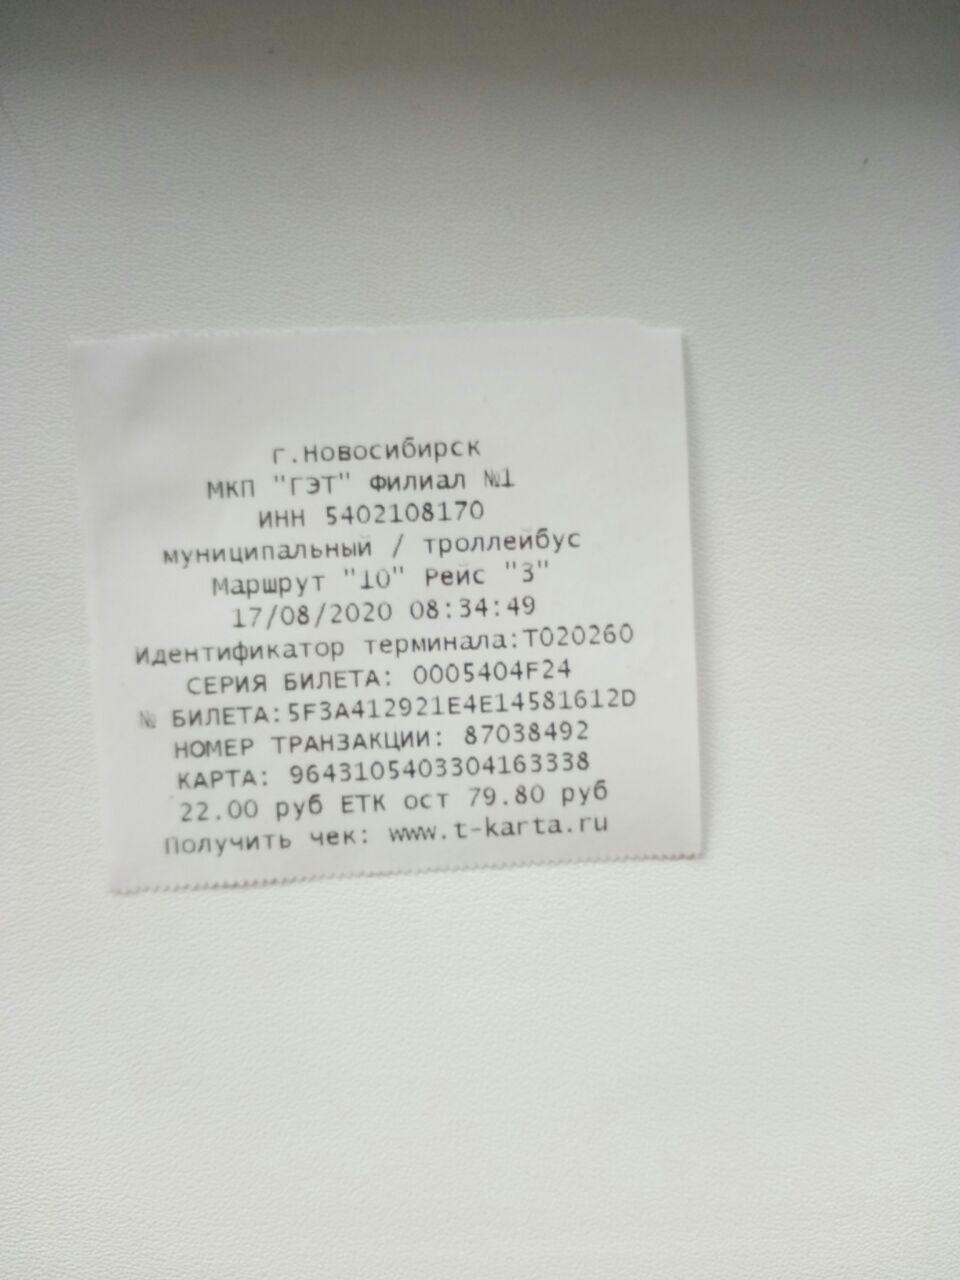 г.Новосибирск
МКП "ГЭТ" Филиал №1
ИНН 5402108170
муниципальный / троллейбус
Маршрут "10" Рейс "3"
17/08/2020 08:34:49
Идентификатор терминала:T020260
СЕРИЯ БИЛЕТА: 0005404F24
№ БИЛЕТА:5F3A412921E4E14581612D
НОМЕР ТРАНЗАКЦИИ: 87038492
КАРТА: 9643105403304163338
22.00 руб ЕТК ост 79.80 руб
Получить чек: www.t-karta.ru